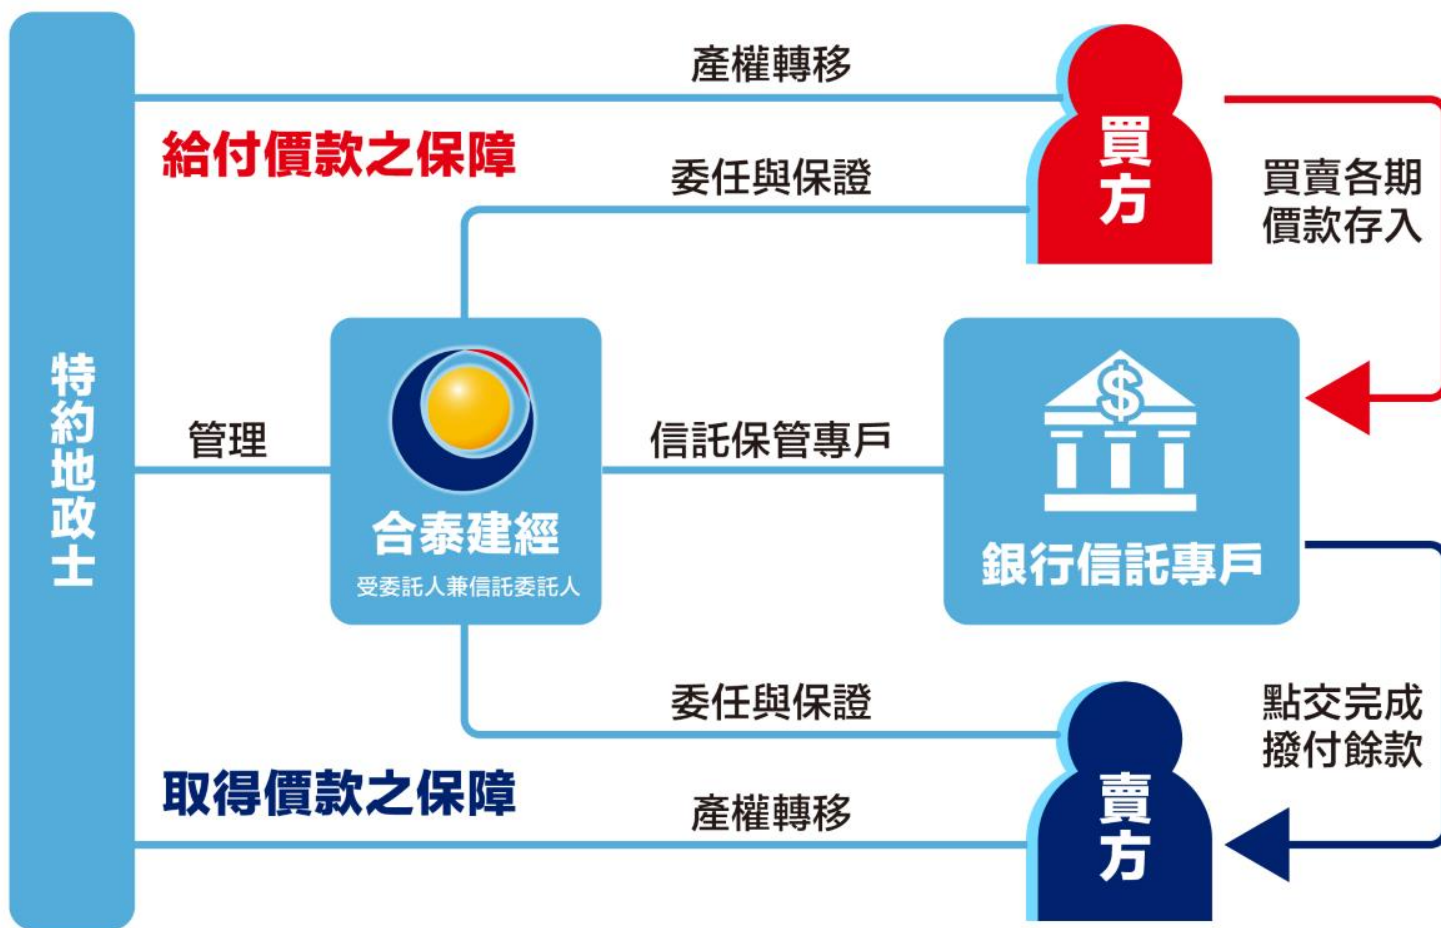 產權轉移
給付價款之保障
委任與保證
買方
買賣各期
價款存入
特約地政士
管理
合泰建經
受委託人兼信託委託人
信託保管專戶
銀行信託專戶
委任與保證
點交完成
撥付餘款
取得價款之保障
產權轉移
賣方